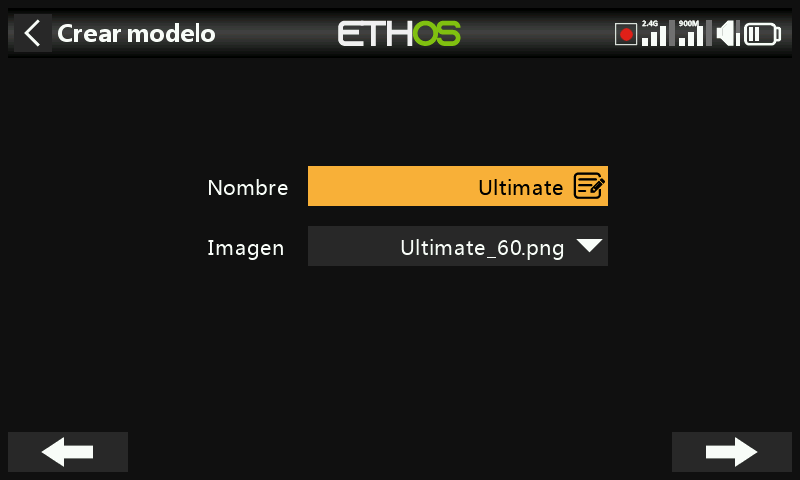 Crear modelo
ETHOS
2.4G
900M
Nombre
Ultimate
Imagen
Ultimate_60.png